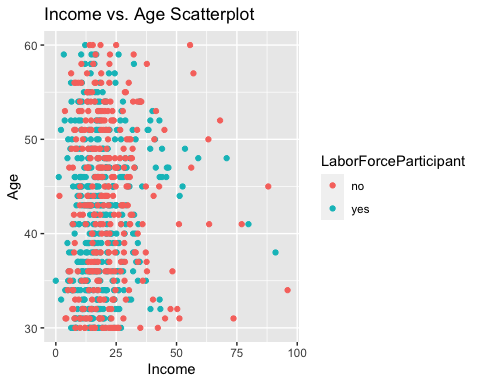 Income vs. Age Scatterplot
60
50
40
30
Age
0
25
50
75
100
Income
LaborForceParticipant
no
yes